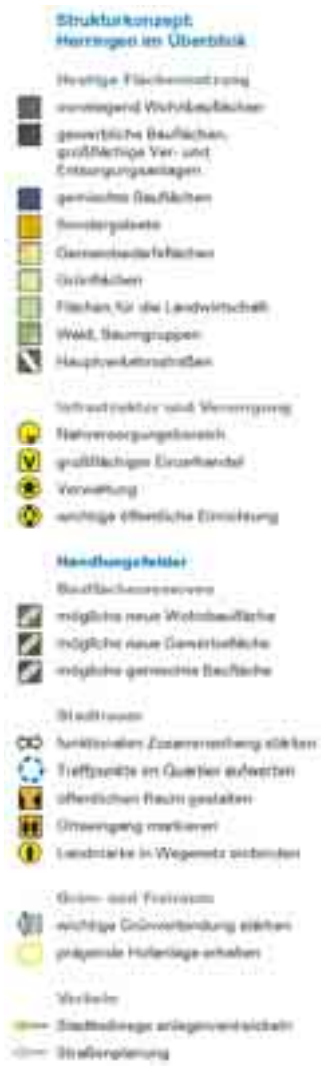 Strukturkonzept
Herringen im Überblick
Heutige Flächennutzung
vorwiegend Wohnbauflächen
gewerbliche Bauflächen,
großflächige Ver- und
Entsorgungsanlagen
gemischte Bauflächen
Sondergebiete
Gemeinbedarfsflächen
Grünflächen
Flächen für die Landwirtschaft
Wald, Baumgruppen
Hauptverkehrsstraßen
Infrastruktur und Versorgung
Nahversorgungsbereich
V großflächiger Einzelhandel
Verwaltung
wichtige öffentliche Einrichtung
Handlungsfelder
Bauflächenreserven
mögliche neue Wohnbaufläche
mögliche neue Gewerbefläche
mögliche gemischte Baufläche
Stadtraum
funktionalen Zusammenhang stärken
Treffpunkte im Quartier aufwerten
öffentlichen Raum gestalten
Ortseingang markieren
Landmarke in Wegenetz einbinden
Grün- und Freiraum
wichtige Grünverbindung stärken
prägende Hofanlage erhalten
Verkehr
Stadtteilwege anlegen/entwickeln
Straßenplanung